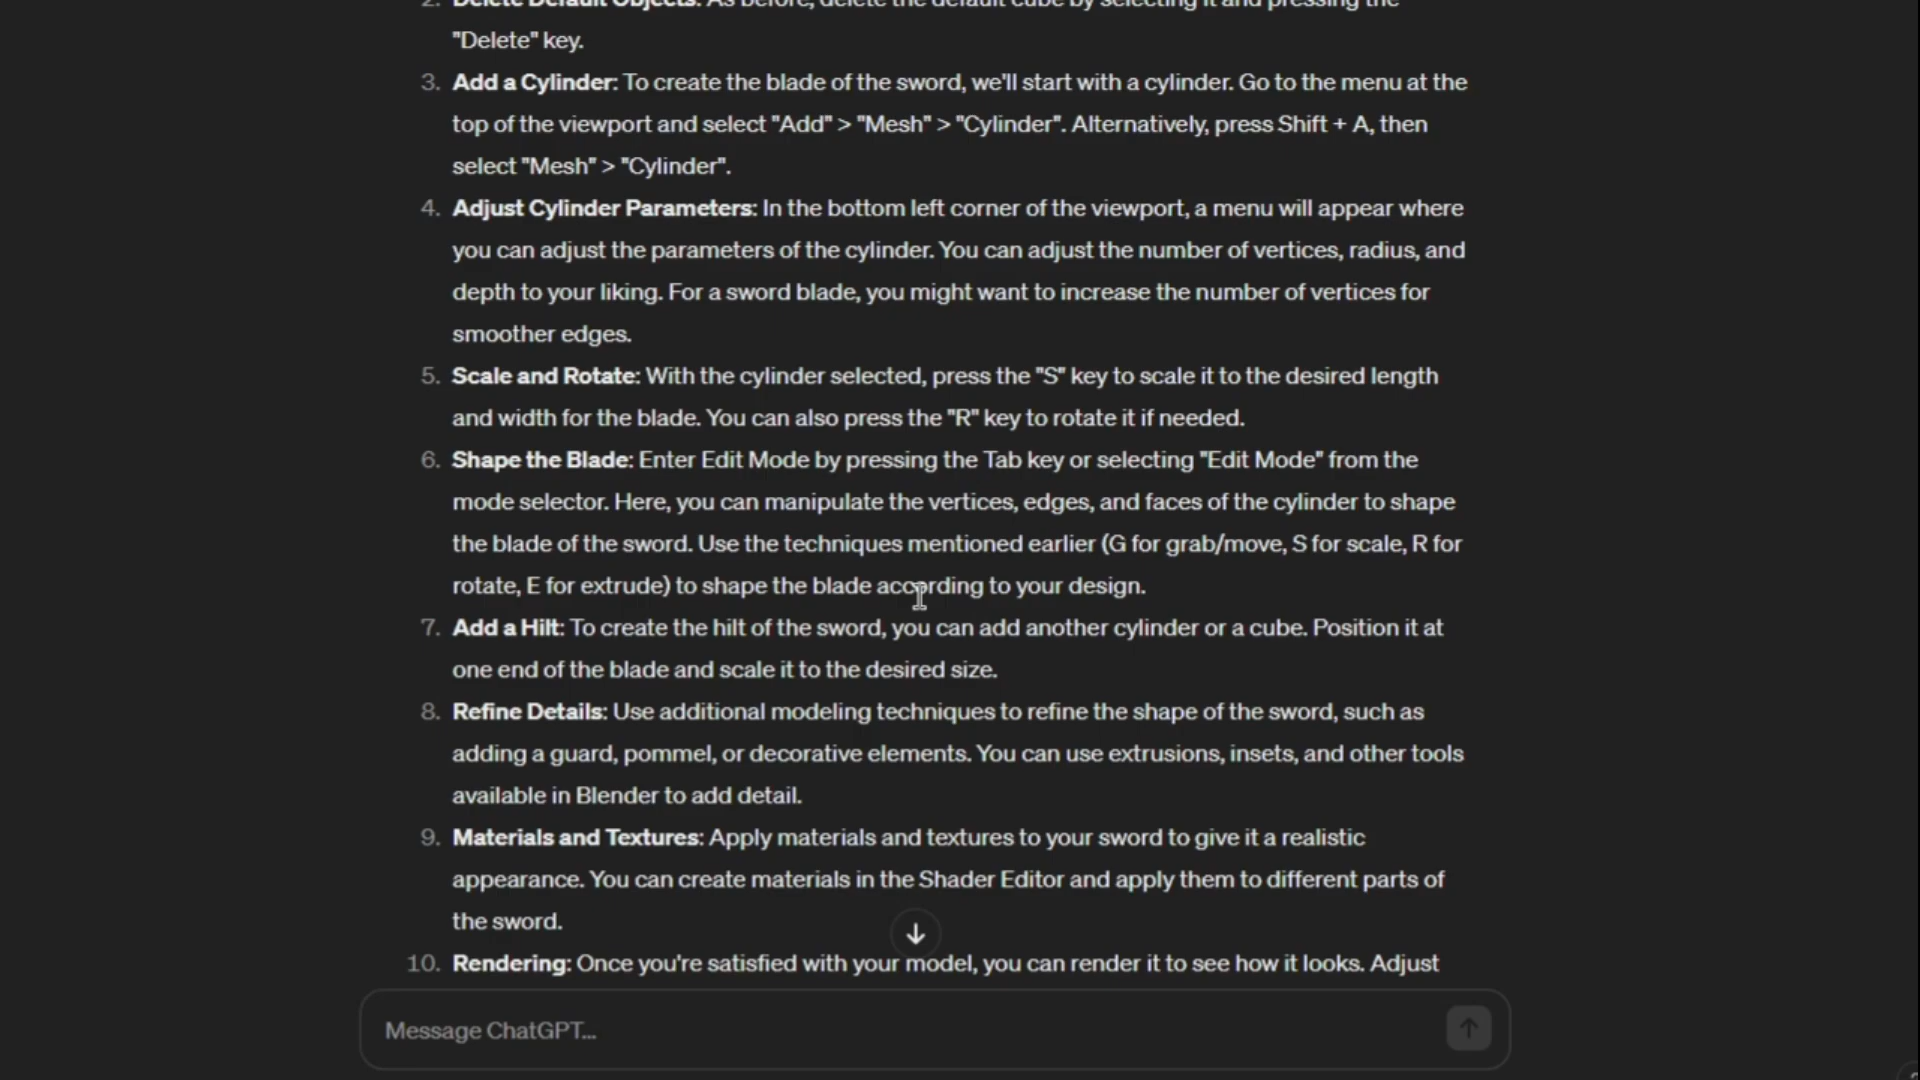 2. Delete Default Objects: As before, delete the default cube by selecting it and pressing the
"Delete" key.
3. Add a Cylinder: To create the blade of the sword, we'll start with a cylinder. Go to the menu at the
top of the viewport and select "Add" > "Mesh" > "Cylinder". Alternatively, press Shift + A, then
select "Mesh" > "Cylinder".
4. Adjust Cylinder Parameters: In the bottom left corner of the viewport, a menu will appear where
you can adjust the parameters of the cylinder. You can adjust the number of vertices, radius, and
depth to your liking. For a sword blade, you might want to increase the number of vertices for
smoother edges.
5. Scale and Rotate: With the cylinder selected, press the "S" key to scale it to the desired length
and width for the blade. You can also press the "R" key to rotate it if needed.
6. Shape the Blade: Enter Edit Mode by pressing the Tab key or selecting "Edit Mode" from the
mode selector. Here, you can manipulate the vertices, edges, and faces of the cylinder to shape
the blade of the sword. Use the techniques mentioned earlier (G for grab/move, S for scale, R for
rotate, E for extrude) to shape the blade according to your design.
7. Add a Hilt: To create the hilt of the sword, you can add another cylinder or a cube. Position it at
one end of the blade and scale it to the desired size.
8. Refine Details: Use additional modeling techniques to refine the shape of the sword, such as
adding a guard, pommel, or decorative elements. You can use extrusions, insets, and other tools
available in Blender to add detail.
9. Materials and Textures: Apply materials and textures to your sword to give it a realistic
appearance. You can create materials in the Shader Editor and apply them to different parts of
the sword.
10. Rendering: Once you're satisfied with your model, you can render it to see how it looks. Adjust
Message ChatGPT...